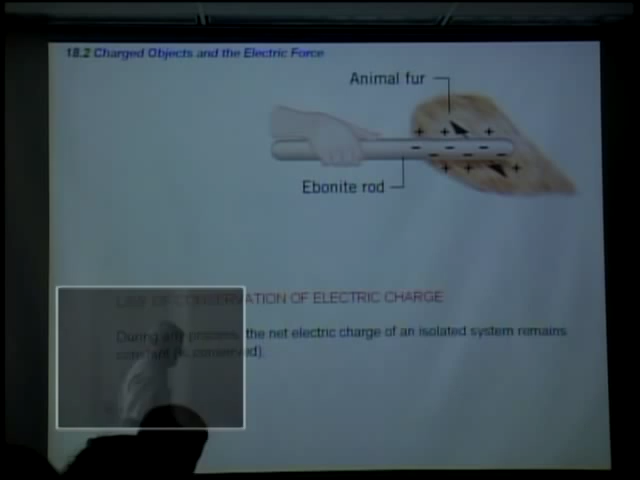 18.2 Charged Objects and the Electric Force
Animal fur
Ebonite rod
LAW OF CONSERVATION OF ELECTRIC CHARGE
During any process, the net electric charge of an isolated system remains
constant (is conserved).